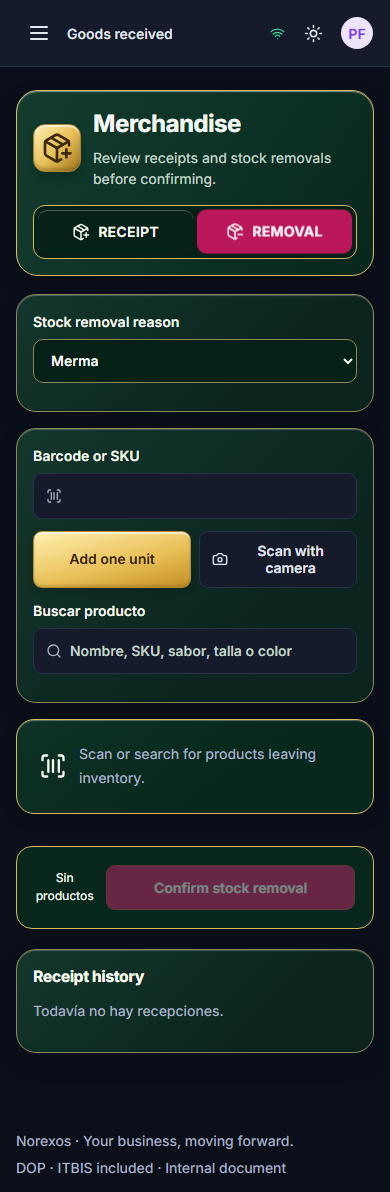 Goods received
PF
Merchandise
Review receipts and stock removals
before confirming.
RECEIPT
REMOVAL
Stock removal reason
Merma
Barcode or SKU
Add one unit
Scan with
camera
Buscar producto
Nombre, SKU, sabor, talla o color
Scan or search for products leaving
inventory.
Sin
productos
Confirm stock removal
Receipt history
Todavía no hay recepciones.
Norexos · Your business, moving forward.
DOP · ITBIS included · Internal document